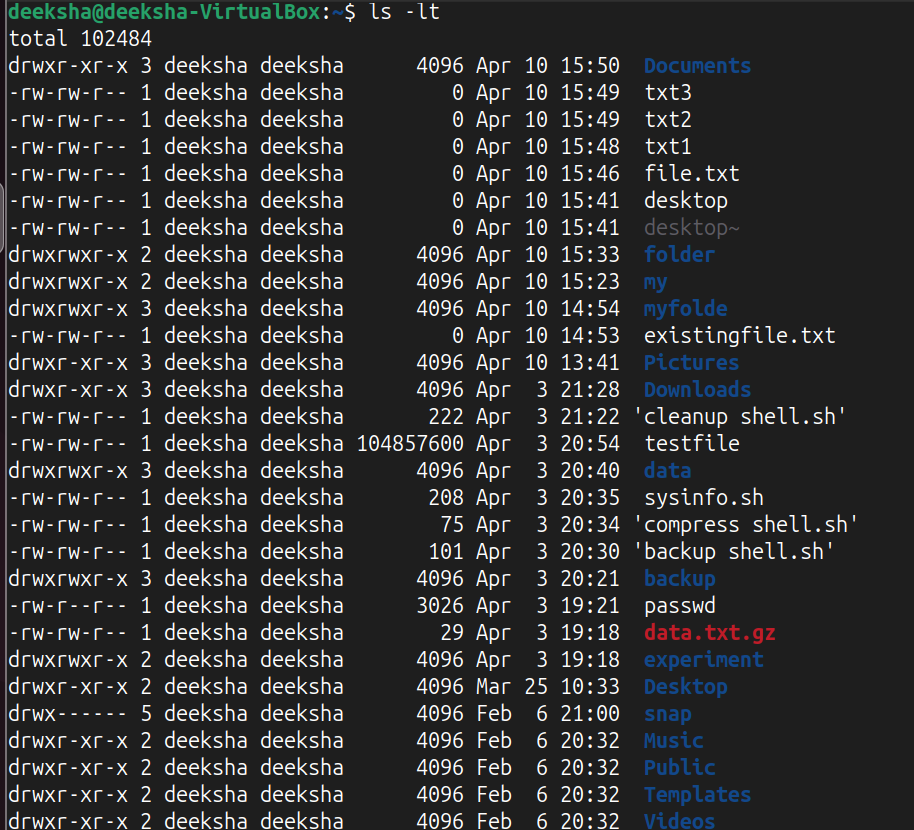 deeksha@deeksha-VirtualBox:~$ ls -lt
total 102484
drwxr-xr-x 3 deeksha deeksha      4096 Apr 10 15:50  Documents
-rw-rw-r-- 1 deeksha deeksha         0 Apr 10 15:49  txt3
-rw-rw-r-- 1 deeksha deeksha         0 Apr 10 15:49  txt2
-rw-rw-r-- 1 deeksha deeksha         0 Apr 10 15:48  txt1
-rw-rw-r-- 1 deeksha deeksha         0 Apr 10 15:46  file.txt
-rw-rw-r-- 1 deeksha deeksha         0 Apr 10 15:41  desktop
-rw-rw-r-- 1 deeksha deeksha         0 Apr 10 15:41  desktop~
drwxrwxr-x 2 deeksha deeksha      4096 Apr 10 15:33  folder
drwxrwxr-x 2 deeksha deeksha      4096 Apr 10 15:23  my
drwxrwxr-x 3 deeksha deeksha      4096 Apr 10 14:54  myfolde
-rw-rw-r-- 1 deeksha deeksha         0 Apr 10 14:53  existingfile.txt
drwxr-xr-x 3 deeksha deeksha      4096 Apr 10 13:41  Pictures
drwxr-xr-x 3 deeksha deeksha      4096 Apr  3 21:28  Downloads
-rw-rw-r-- 1 deeksha deeksha       222 Apr  3 21:22 'cleanup shell.sh'
-rw-rw-r-- 1 deeksha deeksha 104857600 Apr  3 20:54  testfile
drwxrwxr-x 3 deeksha deeksha      4096 Apr  3 20:40  data
-rw-rw-r-- 1 deeksha deeksha       208 Apr  3 20:35  sysinfo.sh
-rw-rw-r-- 1 deeksha deeksha        75 Apr  3 20:34 'compress shell.sh'
-rw-rw-r-- 1 deeksha deeksha       101 Apr  3 20:30 'backup shell.sh'
drwxrwxr-x 3 deeksha deeksha      4096 Apr  3 20:21  backup
-rw-r--r-- 1 deeksha deeksha      3026 Apr  3 19:21  passwd
-rw-rw-r-- 1 deeksha deeksha        29 Apr  3 19:18  data.txt.gz
drwxrwxr-x 2 deeksha deeksha      4096 Apr  3 19:18  experiment
drwxr-xr-x 2 deeksha deeksha      4096 Mar 25 10:33  Desktop
drwx------ 5 deeksha deeksha      4096 Feb  6 21:00  snap
drwxr-xr-x 2 deeksha deeksha      4096 Feb  6 20:32  Music
drwxr-xr-x 2 deeksha deeksha      4096 Feb  6 20:32  Public
drwxr-xr-x 2 deeksha deeksha      4096 Feb  6 20:32  Templates
drwxr-xr-x 2 deeksha deeksha      4096 Feb  6 20:32  Videos